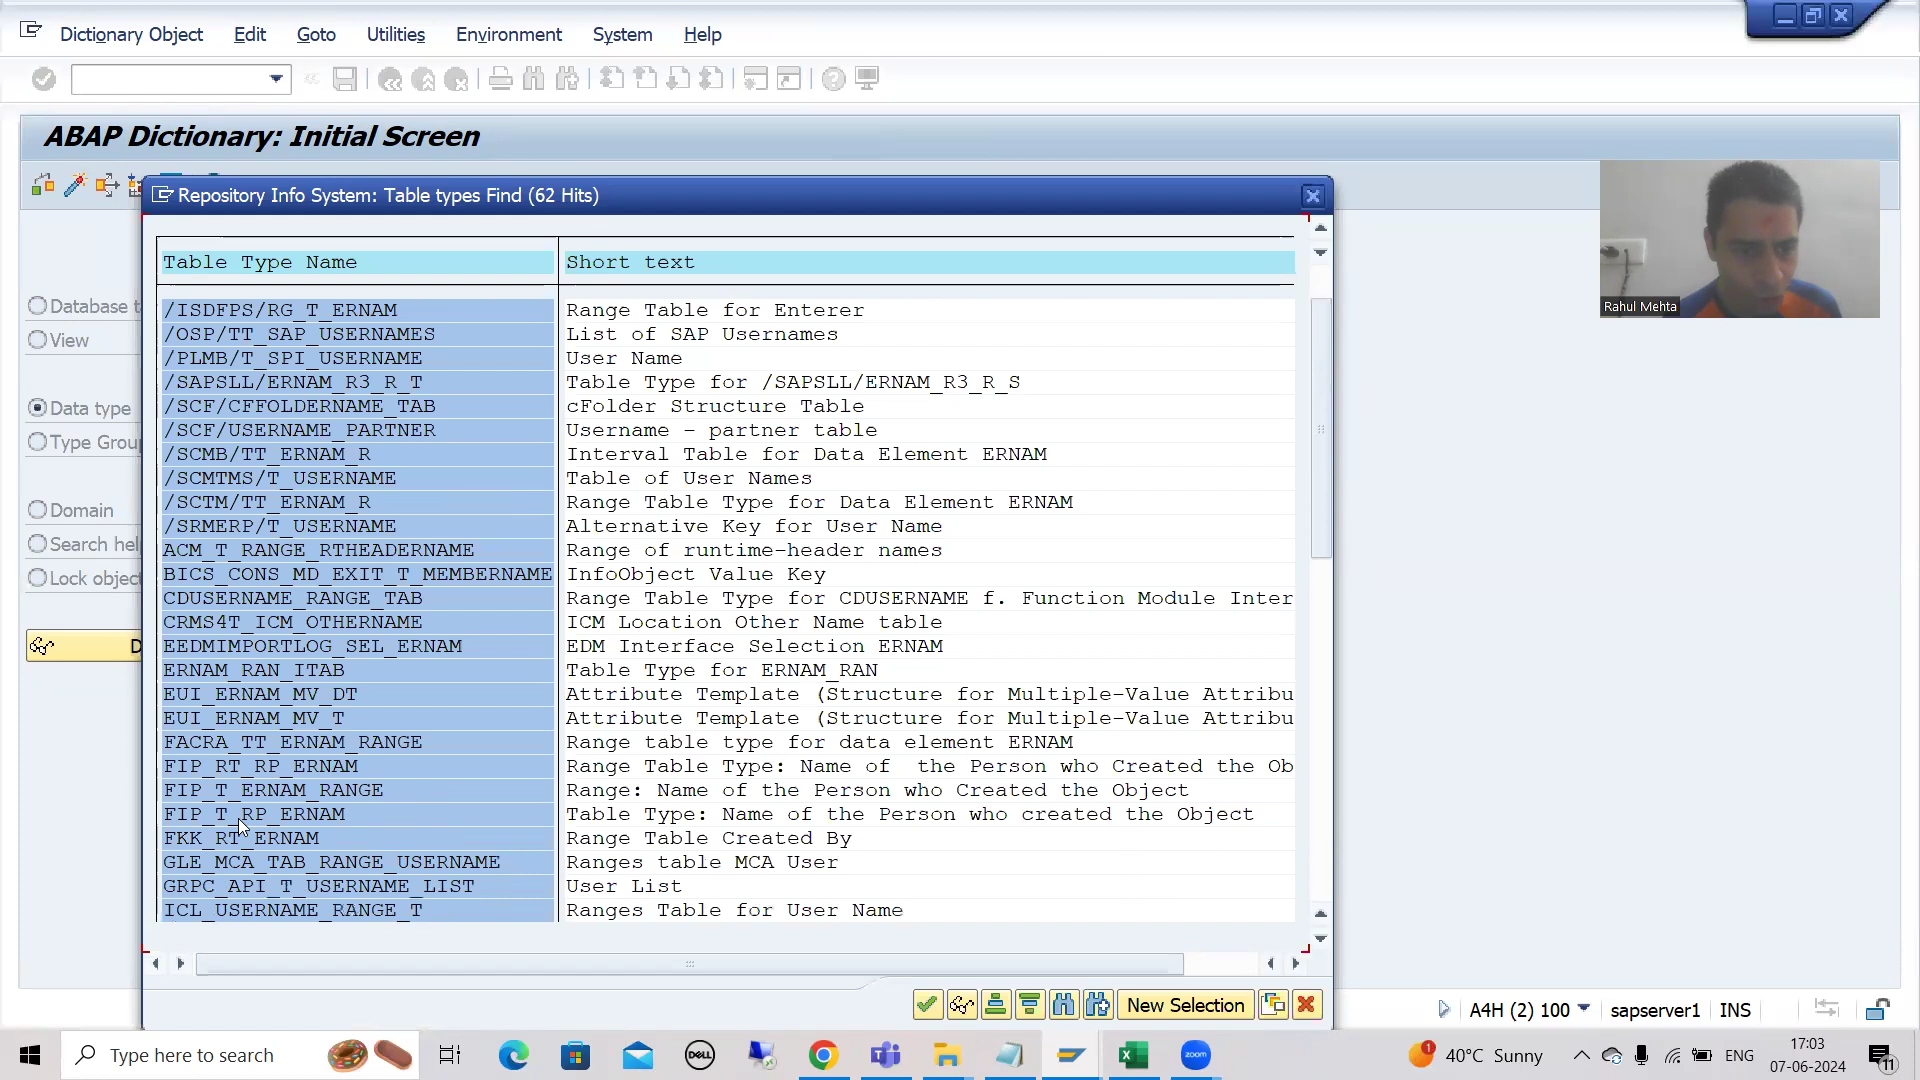 Dictionary Object Edit Goto Utilities Environment System Help
ABAP Dictionary: Initial Screen
Repository Info System: Table types Find (62 Hits)
Table Type Name Short text
/ISDFPS/RG_T_ERNAM Range Table for Enterer
/OSP/TT_SAP_USERNAMES List of SAP Usernames
/PLMB/T_SPI_USERNAME User Name
/SAPSLL/ERNAM_R3_R_T Table Type for /SAPSLL/ERNAM_R3_R_S
/SCF/CFFOLDERNAME_TAB cFolder Structure Table
/SCF/USERNAME_PARTNER Username - partner table
/SCMB/TT_ERNAM_R Interval Table for Data Element ERNAM
/SCMTMS/T_USERNAME Table of User Names
/SCTM/TT_ERNAM_R Range Table Type for Data Element ERNAM
/SRMERP/T_USERNAME Alternative Key for User Name
ACM_T_RANGE_RTHEADERNAME Range of runtime-header names
BICS_CONS_MD_EXIT_T_MEMBERNAME InfoObject Value Key
CDUSERNAME_RANGE_TAB Range Table Type for CDUSERNAME f. Function Module Inter
CRMS4T_ICM_OTHERNAME ICM Location Other Name table
EEDMIMPORTLOG_SEL_ERNAM EDM Interface Selection ERNAM
ERNAM_RAN_ITAB Table Type for ERNAM_RAN
EUI_ERNAM_MV_DT Attribute Template (Structure for Multiple-Value Attribu
EUI_ERNAM_MV_T Attribute Template (Structure for Multiple-Value Attribu
FACRA_TT_ERNAM_RANGE Range table type for data element ERNAM
FIP_RT_RP_ERNAM Range Table Type: Name of the Person who Created the Ob
FIP_T_ERNAM_RANGE Range: Name of the Person who Created the Object
FIP_T_RP_ERNAM Table Type: Name of the Person who created the Object
FKK_RT_ERNAM Range Table Created By
GLE_MCA_TAB_RANGE_USERNAME Ranges table MCA User
GRPC_API_T_USERNAME_LIST User List
ICL_USERNAME_RANGE_T Ranges Table for User Name
New Selection
Database t
View
Data type
Type Grou
Domain
Search hel
Lock objec
D
Rahul Mehta
A4H (2) 100 sapserver1 INS
Type here to search
DELL
zoom
1
40°C Sunny
ENG
17:03
07-06-2024
11